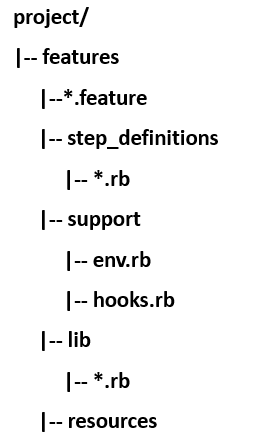 project/
|-- features
|--*.feature
|-- step_definitions
|-- *.rb
|-- support
|-- env.rb
|-- hooks.rb
|-- lib
|-- *.rb
|-- resources